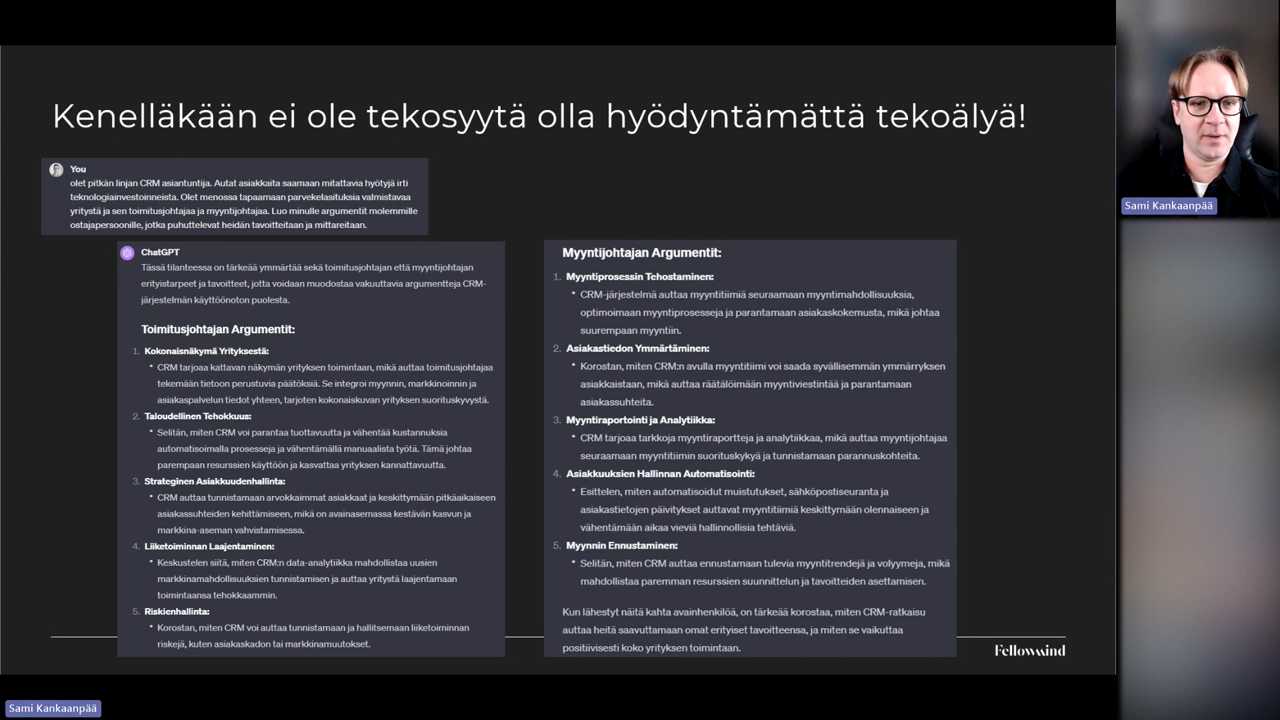 Kenelläkään ei ole tekosyytä olla hyödyntämättä tekoälyä!
You
olet pitkän linjan CRM asiantuntija. Autat asiakkaita saamaan mitattavia hyötyjä irti
teknologiainvestoinneista. Olet menossa tapaamaan parvekelasituksia valmistavaa
yritystä ja sen toimitusjohtajaa ja myyntijohtajaa. Luo minulle argumentit molemmille
ostajapersoonille, jotka puhuttelevat heidän tavoitteitaan ja mittareitaan.
ChatGPT
Tässä tilanteessa on tärkeää ymmärtää sekä toimitusjohtajan että myyntijohtajan
erityistarpeet ja tavoitteet, jotta voidaan muodostaa vakuuttavia argumentteja CRM-
järjestelmän käyttöönoton puolesta.
Toimitusjohtajan Argumentit:
1. Kokonaisnäkymä Yrityksestä:
• CRM tarjoaa kattavan näkymän yrityksen toimintaan, mikä auttaa toimitusjohtajaa
tekemään tietoon perustuvia päätöksiä. Se integroi myynnin, markkinoinnin ja
asiakaspalvelun tiedot yhteen, tarjoten kokonaiskuvan yrityksen suorituskyvystä.
2. Taloudellinen Tehokkuus:
• Selitän, miten CRM voi parantaa tuottavuutta ja vähentää kustannuksia
automatisoimalla prosesseja ja vähentämällä manuaalista työtä. Tämä johtaa
parempaan resurssien käyttöön ja kasvattaa yrityksen kannattavuutta.
3. Strateginen Asiakkuudenhallinta:
• CRM auttaa tunnistamaan arvokkaimmat asiakkaat ja keskittymään pitkäaikaiseen
asiakassuhteiden kehittämiseen, mikä on avainasemassa kestävän kasvun ja
markkina-aseman vahvistamisessa.
4. Liiketoiminnan Laajentaminen:
• Keskustelen siitä, miten CRM:n data-analytiikka mahdollistaa uusien
markkinamahdollisuuksien tunnistamisen ja auttaa yritystä laajentamaan
toimintansa tehokkaammin.
5. Riskienhallinta:
• Korostan, miten CRM voi auttaa tunnistamaan ja hallitsemaan liiketoiminnan
riskejä, kuten asiakaskadon tai markkinamuutokset.
Myyntijohtajan Argumentit:
1. Myyntiprosessin Tehostaminen:
• CRM-järjestelmä auttaa myyntitiimiä seuraamaan myyntimahdollisuuksia,
optimoimaan myyntiprosesseja ja parantamaan asiakaskokemusta, mikä johtaa
suurempaan myyntiin.
2. Asiakastiedon Ymmärtäminen:
• Korostan, miten CRM:n avulla myyntitiimi voi saada syvällisemmän ymmärryksen
asiakkaistaan, mikä auttaa räätälöimään myyntiviestintää ja parantamaan
asiakassuhteita.
3. Myyntiraportointi ja Analytiikka:
• CRM tarjoaa tarkkoja myyntiraportteja ja analytiikkaa, mikä auttaa myyntijohtajaa
seuraamaan myyntitiimin suorituskykyä ja tunnistamaan parannuskohteita.
4. Asiakkuuksien Hallinnan Automatisointi:
• Esittelen, miten automatisoidut muistutukset, sähköpostiseuranta ja
asiakastietojen päivitykset auttavat myyntitiimiä keskittymään olennaiseen ja
vähentämään aikaa vieviä hallinnollisia tehtäviä.
5. Myynnin Ennustaminen:
• Selitän, miten CRM auttaa ennustamaan tulevia myyntitrendejä ja volyymeja, mikä
mahdollistaa paremman resurssien suunnittelun ja tavoitteiden asettamisen.
Kun lähestyt näitä kahta avainhenkilöä, on tärkeää korostaa, miten CRM-ratkaisu
auttaa heitä saavuttamaan omat erityiset tavoitteensa, ja miten se vaikuttaa
positiivisesti koko yrityksen toimintaan.
Fellowmind
Sami Kankaanpää
Sami Kankaanpää